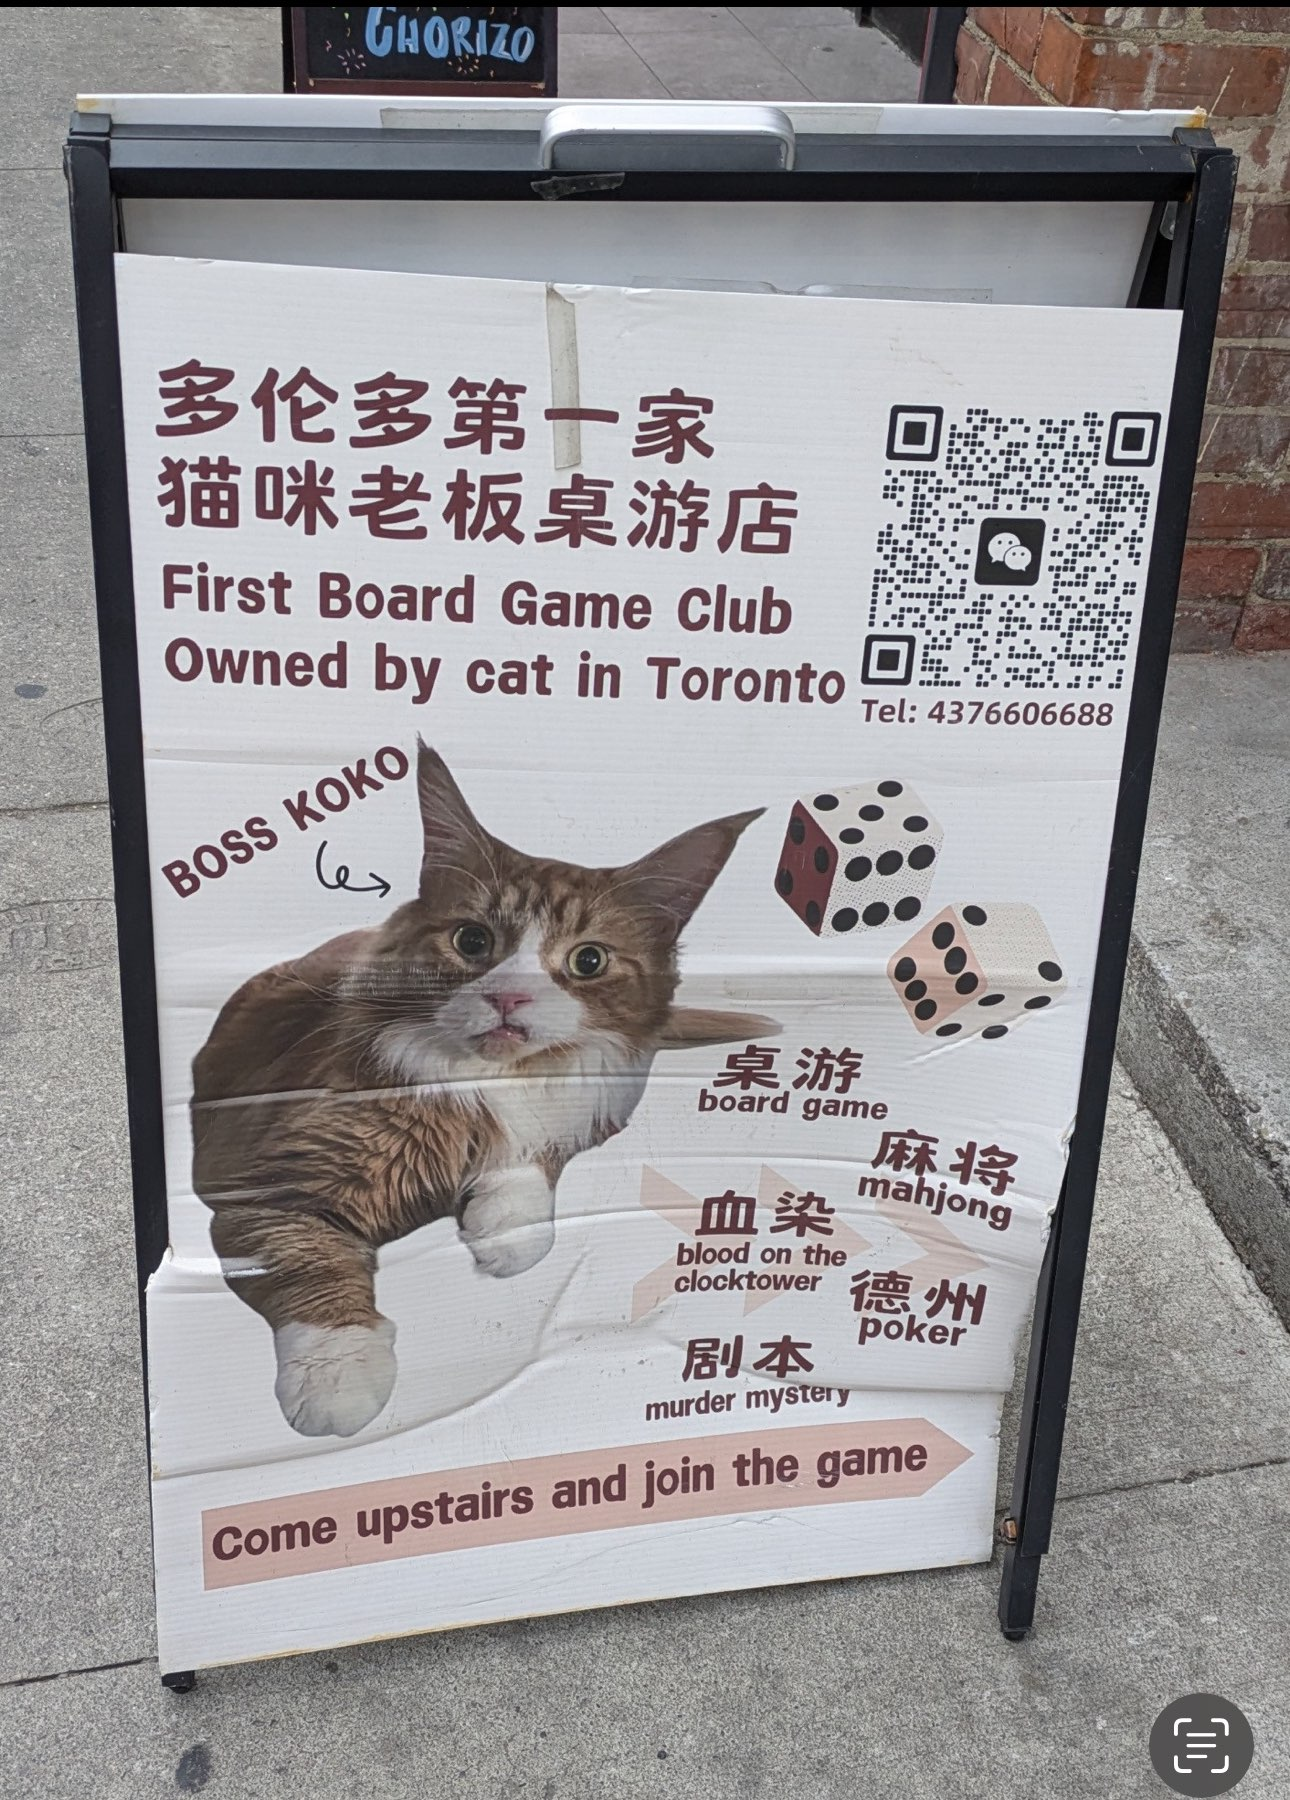 CHORIZO
多伦多第一家
猫咪老板桌游店
First Board Game Club
Owned by cat in Toronto
Tel: 4376606688
BOSS KOKO
桌游
board game
麻将
mahjong
血染
blood on the
clocktower
德州
poker
剧本
murder mystery
Come upstairs and join the game